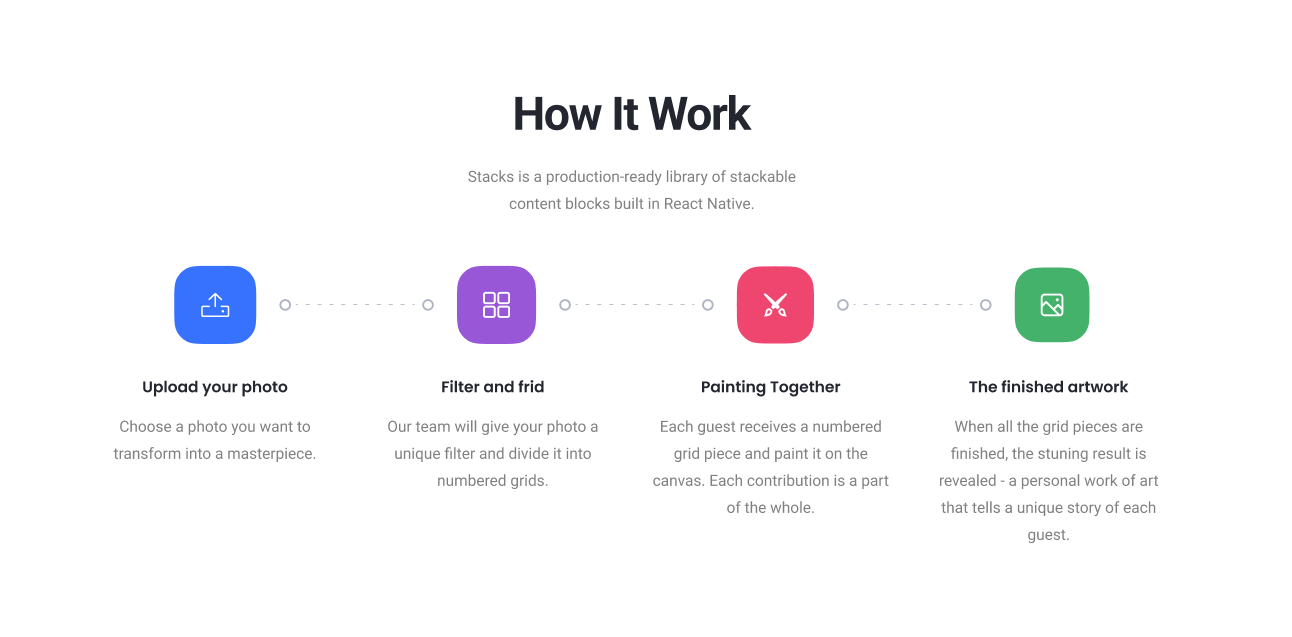 How It Work
Stacks is a production-ready library of stackable
content blocks built in React Native.
Upload your photo
Choose a photo you want to
transform into a masterpiece.
Filter and frid
Our team will give your photo a
unique filter and divide it into
numbered grids.
Painting Together
Each guest receives a numbered
grid piece and paint it on the
canvas. Each contribution is a part
of the whole.
The finished artwork
When all the grid pieces are
finished, the stuning result is
revealed - a personal work of art
that tells a unique story of each
guest.